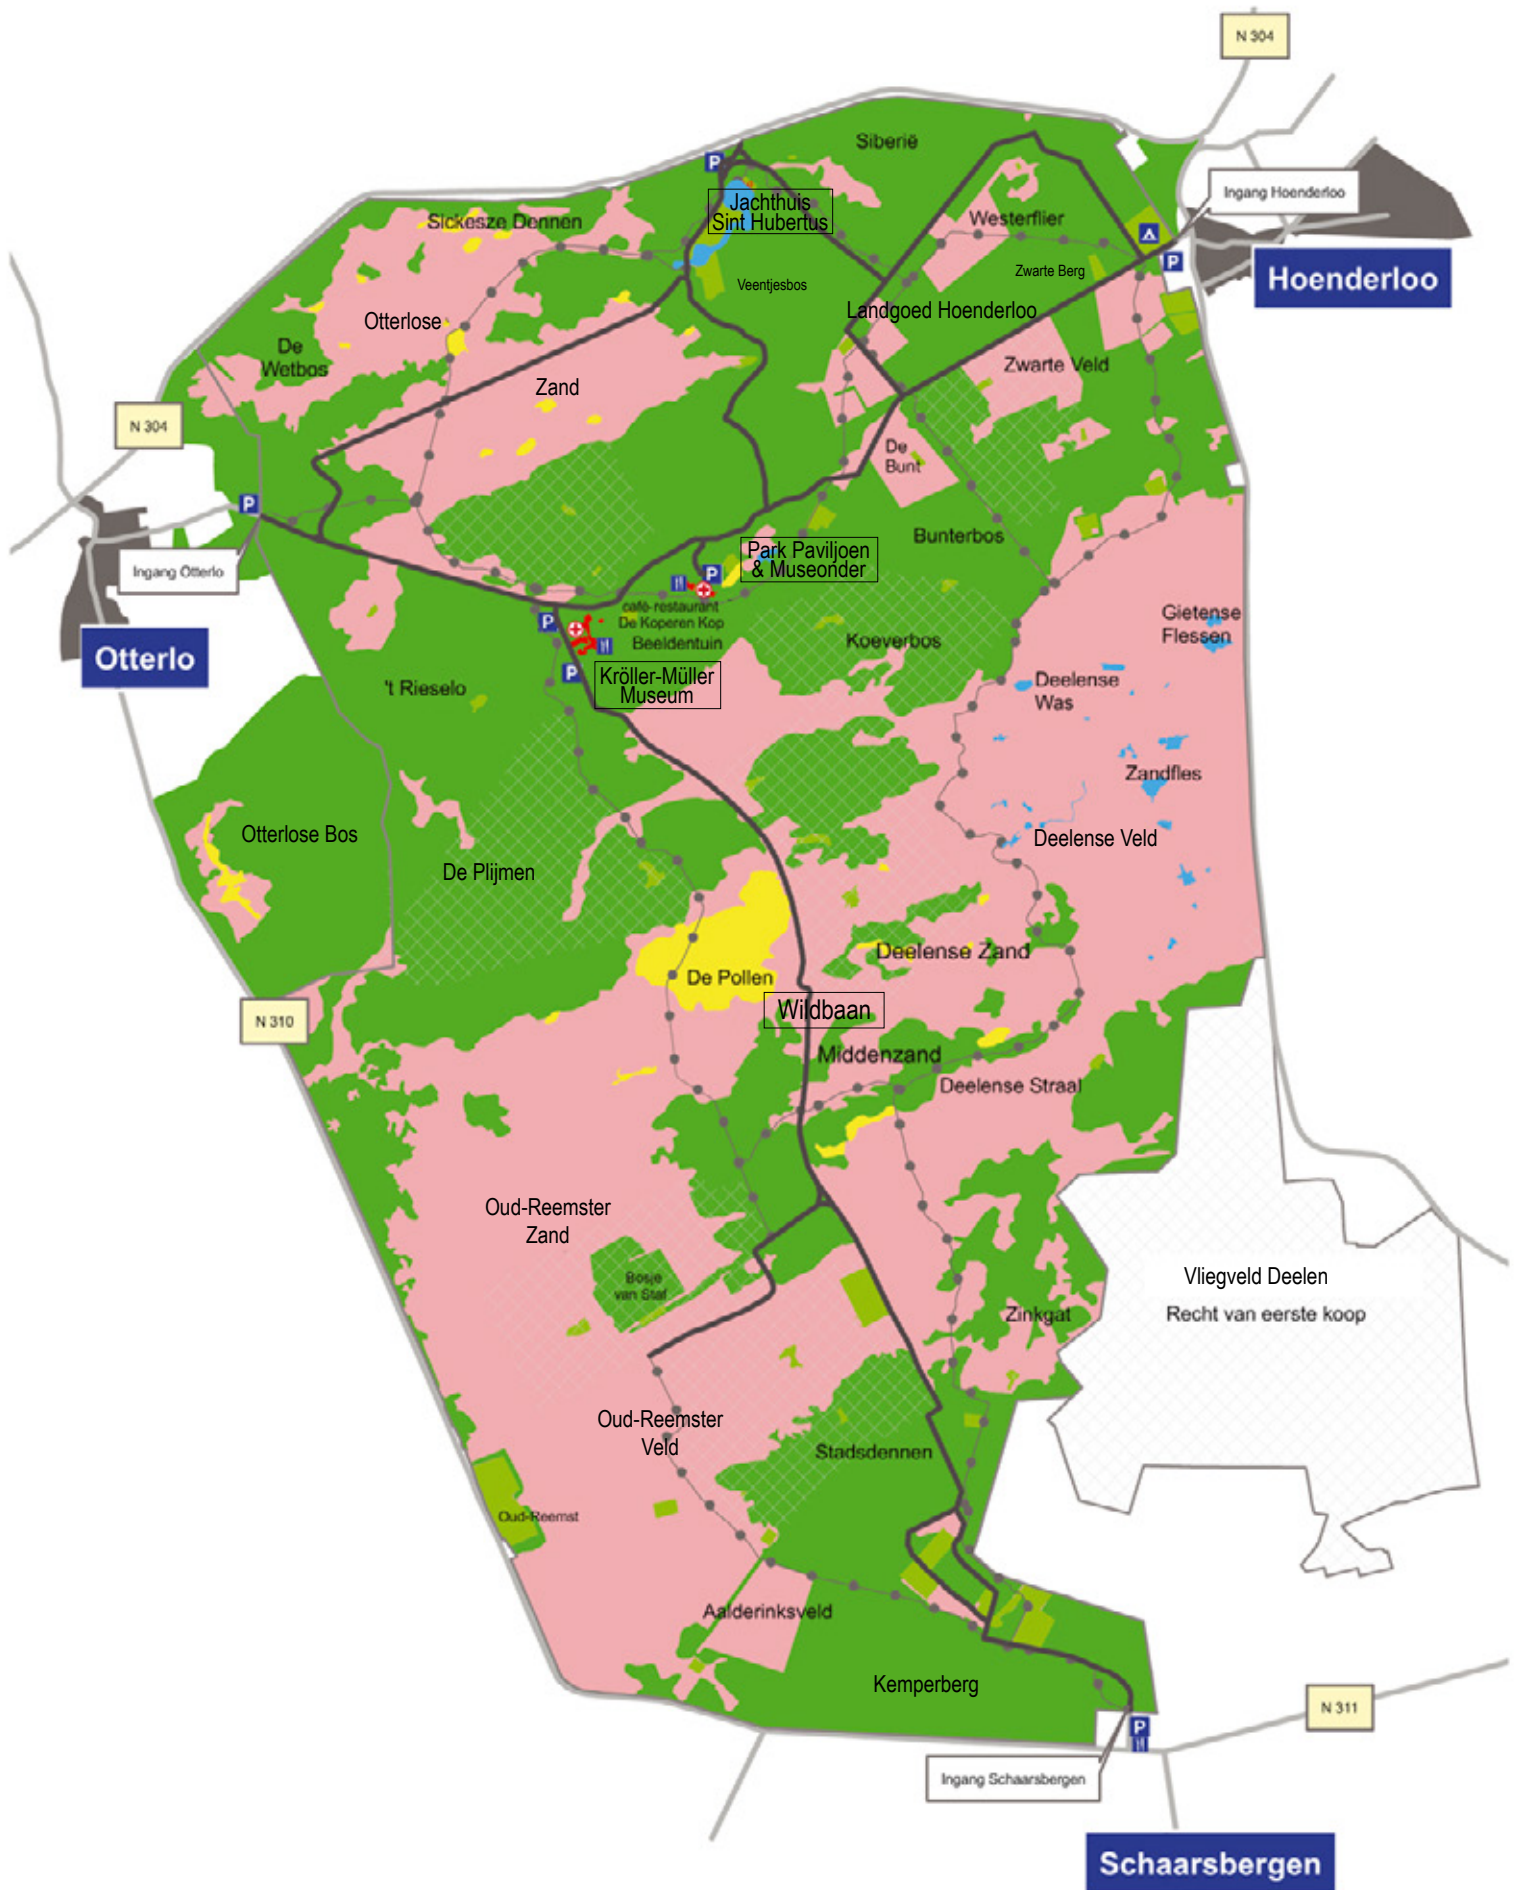 N 304
Siberië
P
Ingang Hoenderloo
Jachthuis
Sint Hubertus
Sickesze Dennen
Westerflier
P
Hoenderloo
Zwarte Berg
Veentjesbos
Landgoed Hoenderloo
Otterlose
De
Wetbos
Zwarte Veld
Zand
N 304
De
Bunt
P
Bunterbos
Park Paviljoen
& Museonder
Ingang Otterlo
P
café-restaurant
De Koperen Kop
P
Beeldentuin
Koeverbos
Gietense
Flessen
Otterlo
P
Kröller-Müller
Museum
't Rieselo
Deelense
Was
Zandfles
Otterlose Bos
Deelense Veld
De Plijmen
Deelense Zand
De Pollen
Wildbaan
N 310
Middenzand
Deelense Straal
Oud-Reemster
Zand
Bosje
van Staf
Vliegveld Deelen
Recht van eerste koop
Zinkgat
Oud-Reemster
Veld
Stadsdennen
Oud-Reemst
Aalderinksveld
Kemperberg
N 311
P
Ingang Schaarsbergen
Schaarsbergen